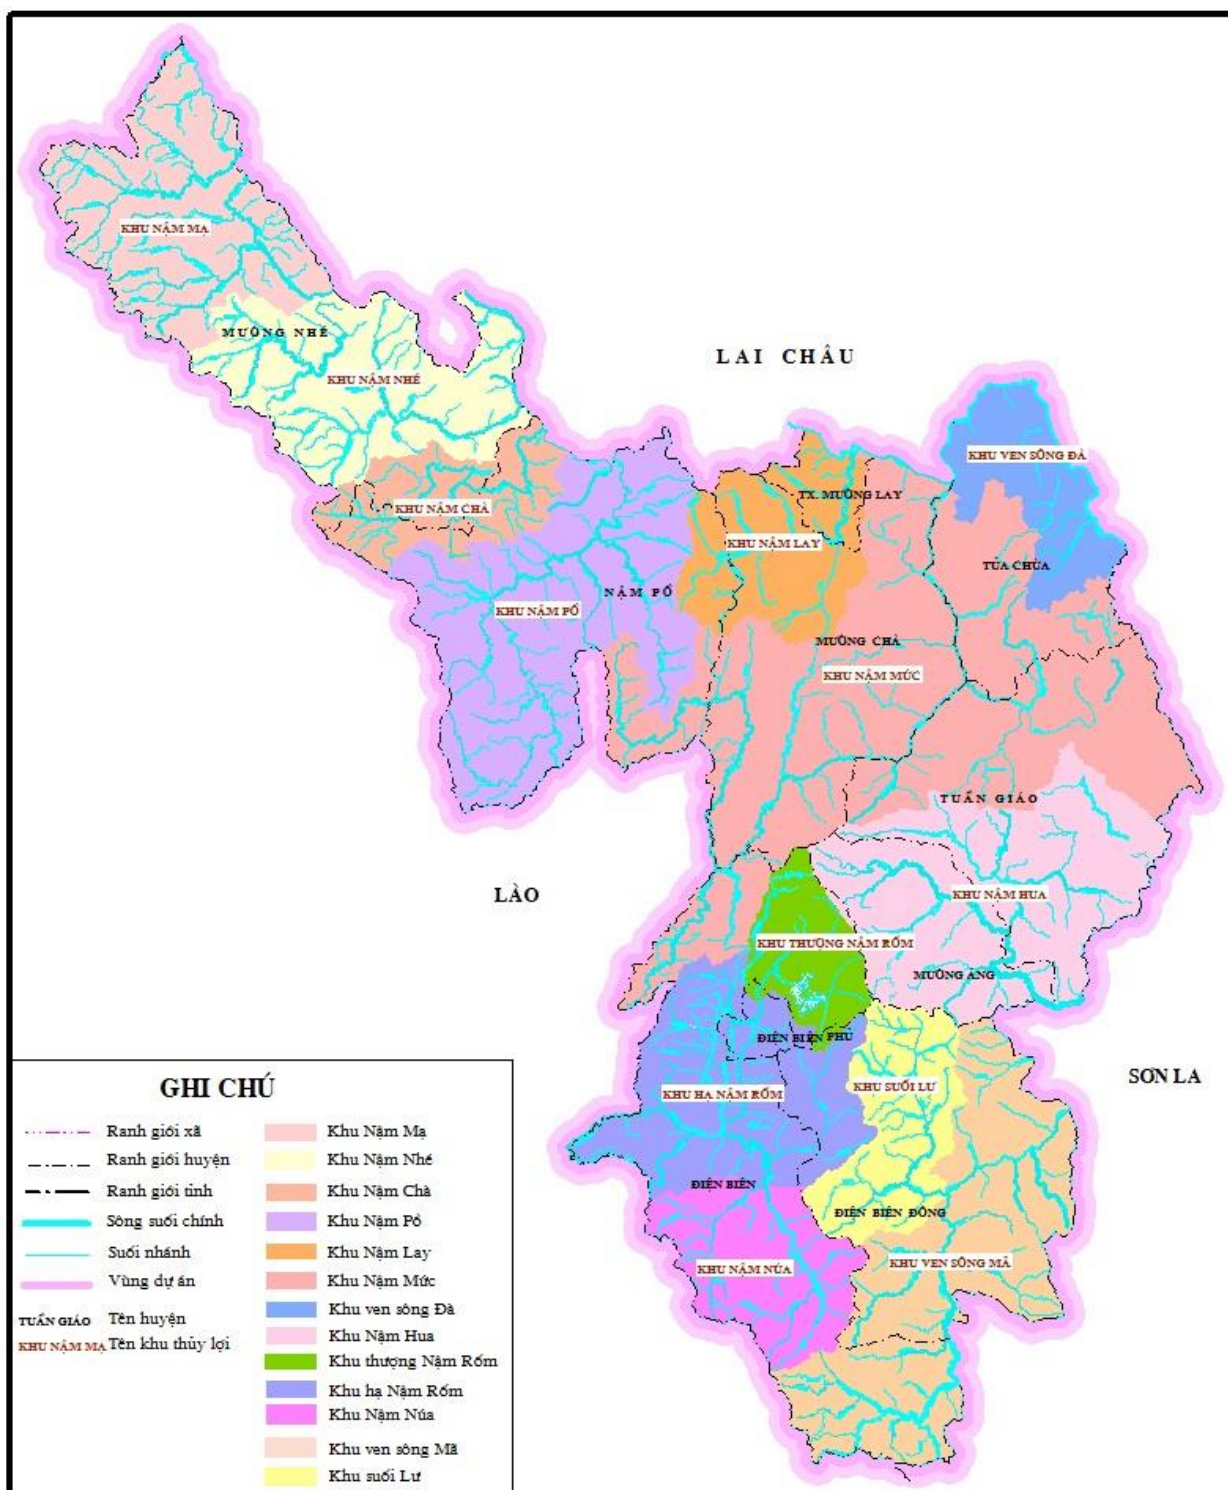 KHU NẬM MẠ
MƯỜNG NHÉ
LAI CHÂU
KHU NẬM NHÉ
KHU VEN SÔNG ĐÀ
TX. MƯỜNG LAY
KHU NẬM CHÀ
KHU NẬM LAY
TỦA CHÙA
NẬM PỒ
KHU NẬM PỒ
MƯỜNG CHÀ
KHU NẬM MỨC
TUẦN GIÁO
LÀO
KHU NẬM HUA
KHU THƯỢNG NẬM RỐM
MƯỜNG ẢNG
ĐIỆN BIÊN PHỦ
SƠN LA
KHU SUỐI LƯ
KHU HẠ NẬM RỐM
ĐIỆN BIÊN
ĐIỆN BIÊN ĐÔNG
KHU NẬM NÚA
KHU VEN SÔNG MÃ
GHI CHÚ
Ranh giới xã
Ranh giới huyện
Ranh giới tỉnh
Sông suối chính
Suối nhánh
Vùng dự án
TUẦN GIÁO Tên huyện
KHU NẬM MẠ Tên khu thủy lợi
Khu Nậm Mạ
Khu Nậm Nhé
Khu Nậm Chà
Khu Nậm Pồ
Khu Nậm Lay
Khu Nậm Mức
Khu ven sông Đà
Khu Nậm Hua
Khu thượng Nậm Rốm
Khu hạ Nậm Rốm
Khu Nậm Núa
Khu ven sông Mã
Khu suối Lư